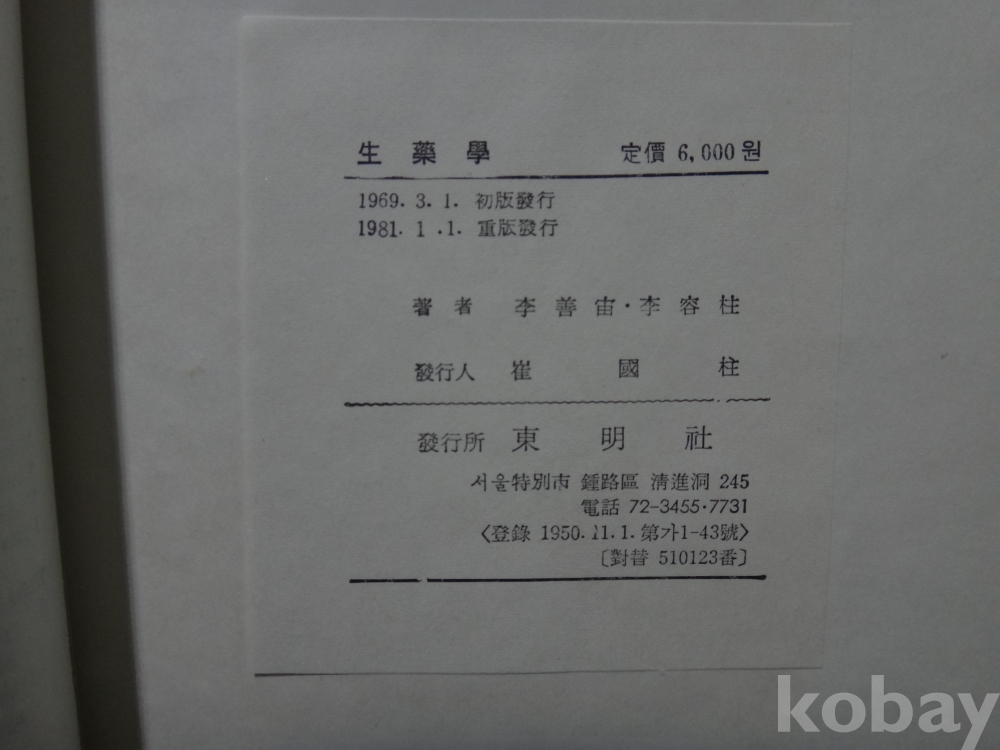 生藥學 定價 6,000원
1969. 3. 1. 初版發行
1981. 1 .1. 重版發行
著者 李善宙·李容柱
發行人 崔國柱
發行所 東明社
서울特別市 鍾路區 淸進洞 245
電話 72-3455·7731
〈登錄 1950. 11. 1. 第가1-43號〉
〔對替 510123番〕
kobay